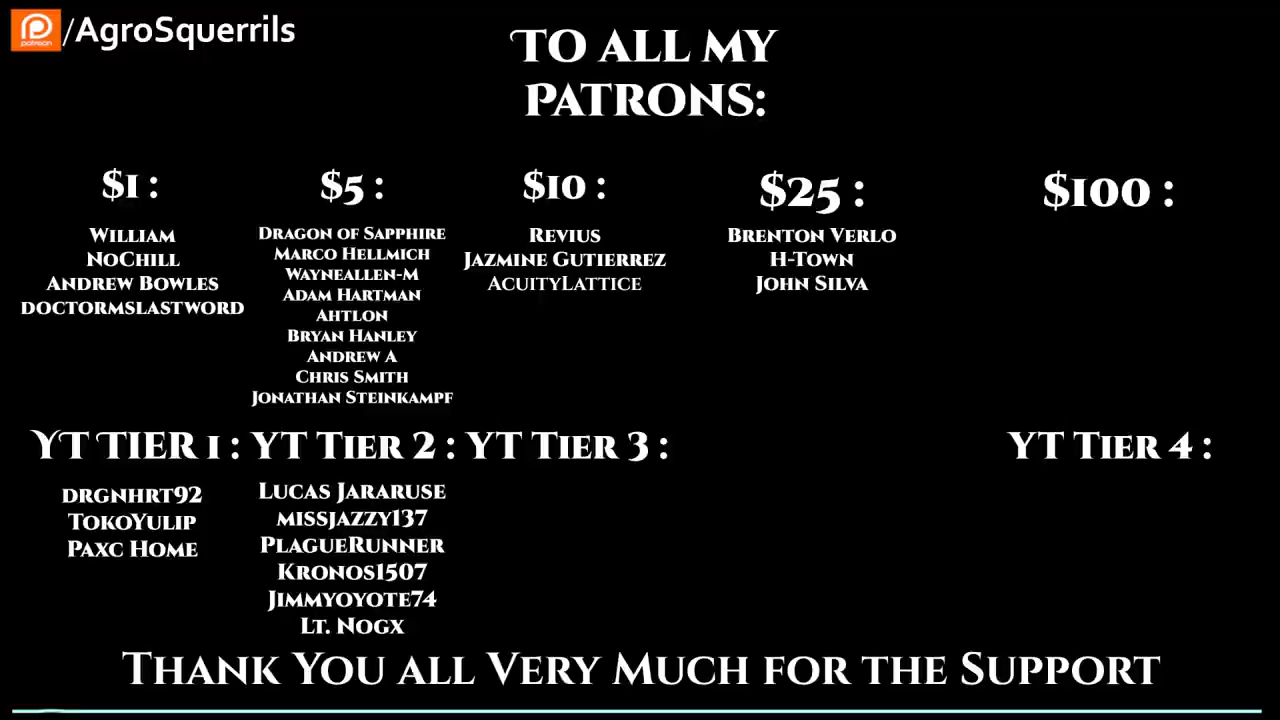 patreon
/AgroSquerrils
To all my
Patrons:
$1 :
William
NoChill
Andrew Bowles
doctormslastword
$5 :
Dragon of Sapphire
Marco Hellmich
Wayneallen-M
Adam Hartman
Ahtlon
Bryan Hanley
Andrew A
Chris Smith
Jonathan Steinkampf
$10 :
Revius
Jazmine Gutierrez
AcuityLattice
$25 :
Brenton Verlo
H-Town
John Silva
$100 :
YT Tier 1 :
drgnhrt92
TokoYulip
Paxc Home
YT Tier 2 :
Lucas Jararuse
missjazzy137
PlagueRunner
Kronos1507
Jimmyoyote74
Lt. Nogx
YT Tier 3 :
YT Tier 4 :
Thank You all Very Much for the Support